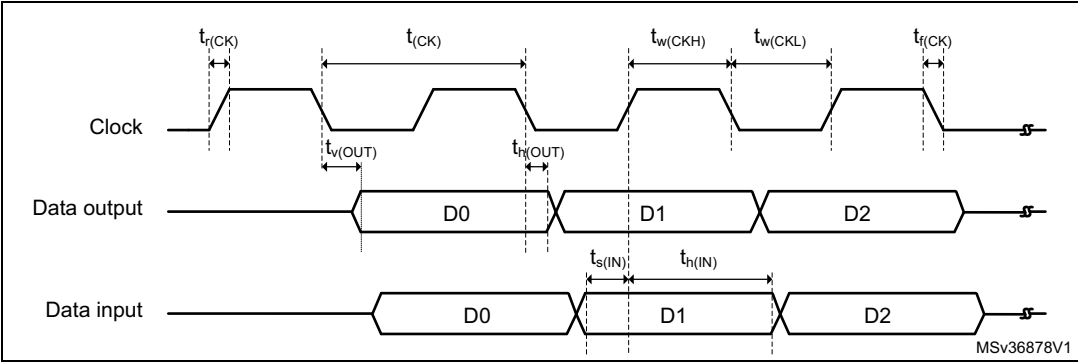 tr(CK) t(CK) tw(CKH) tw(CKL) tf(CK)
Clock
tv(OUT) th(OUT)
Data output D0 D1 D2
ts(IN) th(IN)
Data input D0 D1 D2
MSv36878V1